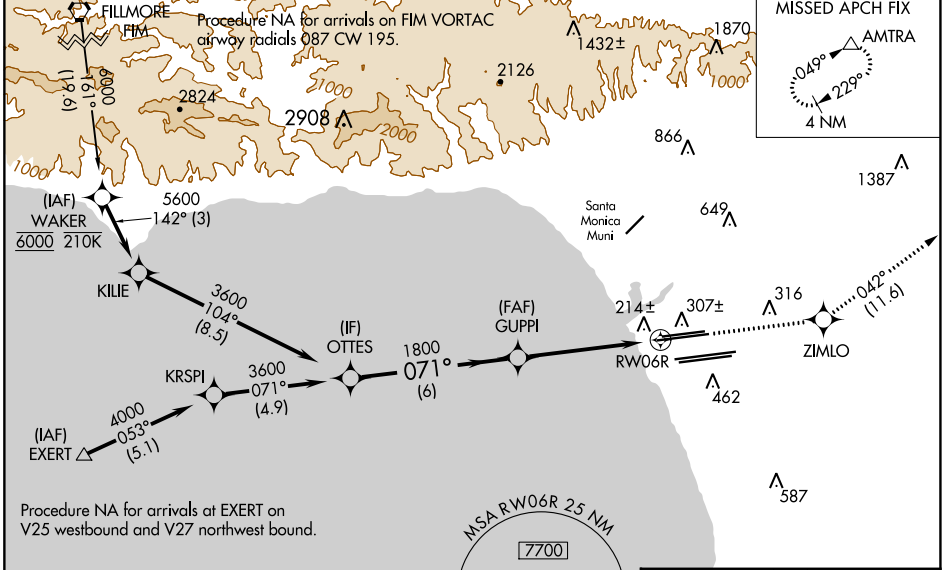 FILLMORE
FIM
Procedure NA for arrivals on FIM VORTAC
airway radials 087 CW 195.
1432±
1870
MISSED APCH FIX
AMTRA
049°
229°
4 NM
6000
161°
(19.6)
2824
1000
2126
1000
2908
2000
1000
866
1387
(IAF)
WAKER
6000 210K
5600
142° (3)
Santa
Monica
Muni
649
KILIE
3600
104°
(8.5)
(IF)
OTTES
(FAF)
GUPPI
214±
307±
316
042°
(11.6)
ZIMLO
RW06R
1800
071°
(6)
KRSPI
3600
071°
(4.9)
462
4000
053°
(5.1)
(IAF)
EXERT
587
Procedure NA for arrivals at EXERT on
V25 westbound and V27 northwest bound.
MSA RW06R 25 NM
7700